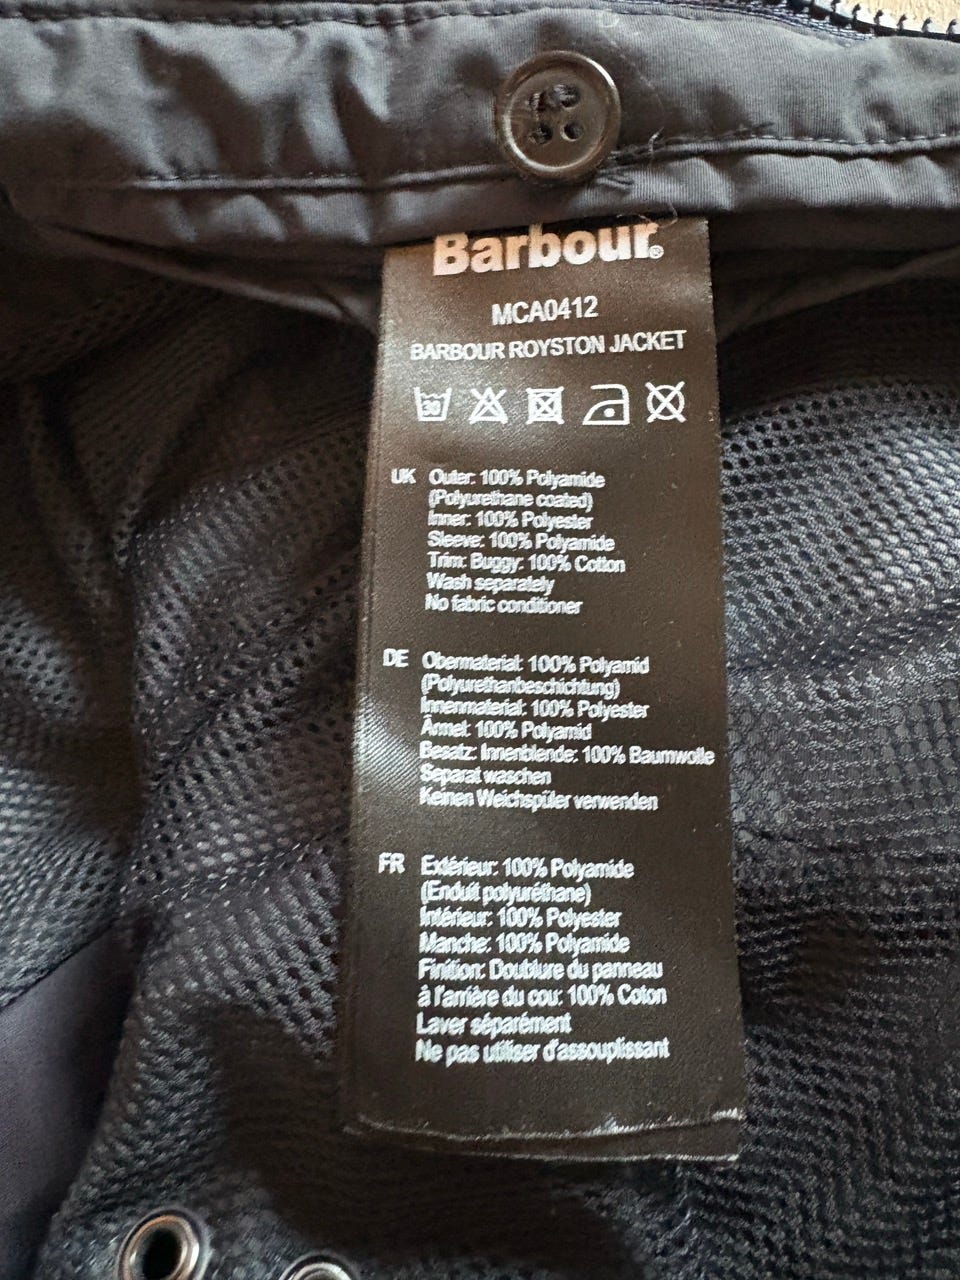 Barbour®
MCA0412
BARBOUR ROYSTON JACKET
30
UK Outer: 100% Polyamide
(Polyurethane coated)
Inner: 100% Polyester
Sleeve: 100% Polyamide
Trim: Buggy: 100% Cotton
Wash separately
No fabric conditioner
DE Obermaterial: 100% Polyamid
(Polyurethanbeschichtung)
Innenmaterial: 100% Polyester
Ärmel: 100% Polyamid
Besatz: Innenblende: 100% Baumwolle
Separat waschen
Keinen Weichspüler verwenden
FR Extérieur: 100% Polyamide
(Enduit polyuréthane)
Intérieur: 100% Polyester
Manche: 100% Polyamide
Finition: Doublure du panneau
à l'arrière du cou: 100% Coton
Laver séparément
Ne pas utiliser d'assouplissant